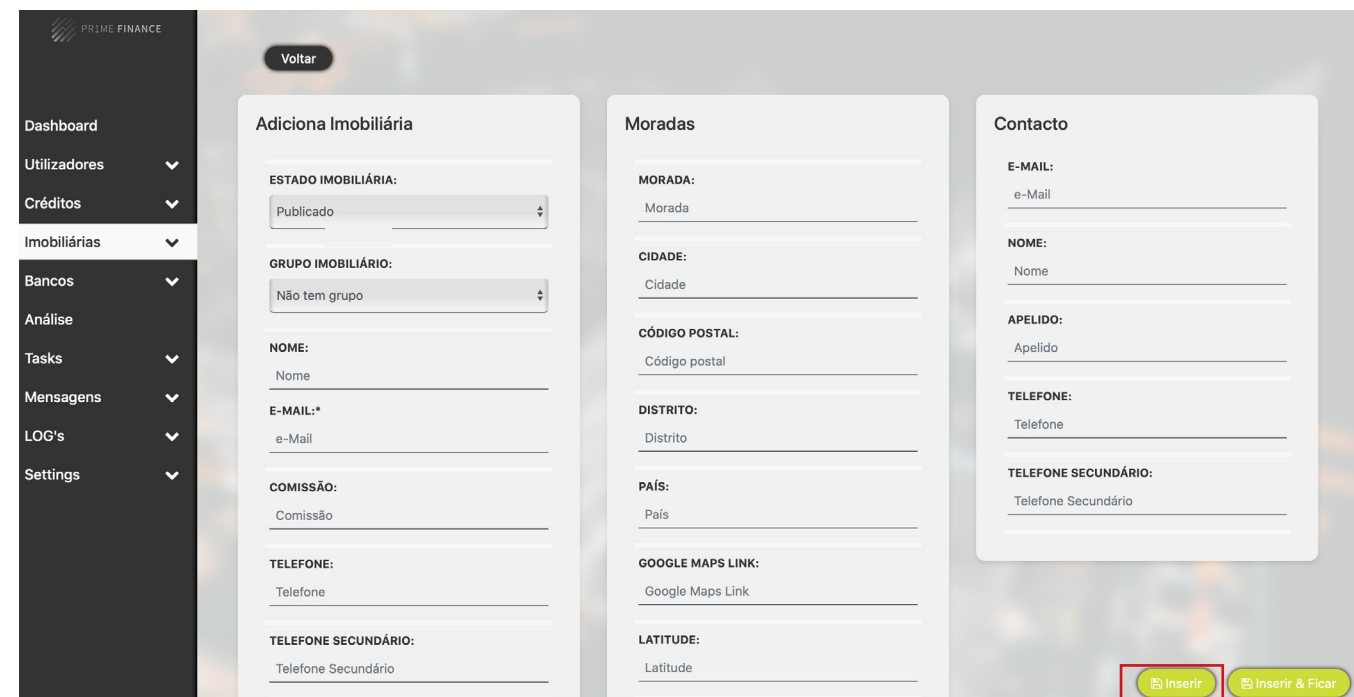 PR1ME FINANCE
Voltar
Dashboard
Utilizadores
Créditos
Imobiliárias
Bancos
Análise
Tasks
Mensagens
LOG's
Settings
Adiciona Imobiliária
ESTADO IMOBILIÁRIA:
Publicado
GRUPO IMOBILIÁRIO:
Não tem grupo
NOME:
Nome
E-MAIL:*
e-Mail
COMISSÃO:
Comissão
TELEFONE:
Telefone
TELEFONE SECUNDÁRIO:
Telefone Secundário
Moradas
MORADA:
Morada
CIDADE:
Cidade
CÓDIGO POSTAL:
Código postal
DISTRITO:
Distrito
PAÍS:
País
GOOGLE MAPS LINK:
Google Maps Link
LATITUDE:
Latitude
Contacto
E-MAIL:
e-Mail
NOME:
Nome
APELIDO:
Apelido
TELEFONE:
Telefone
TELEFONE SECUNDÁRIO:
Telefone Secundário
Inserir
Inserir & Ficar